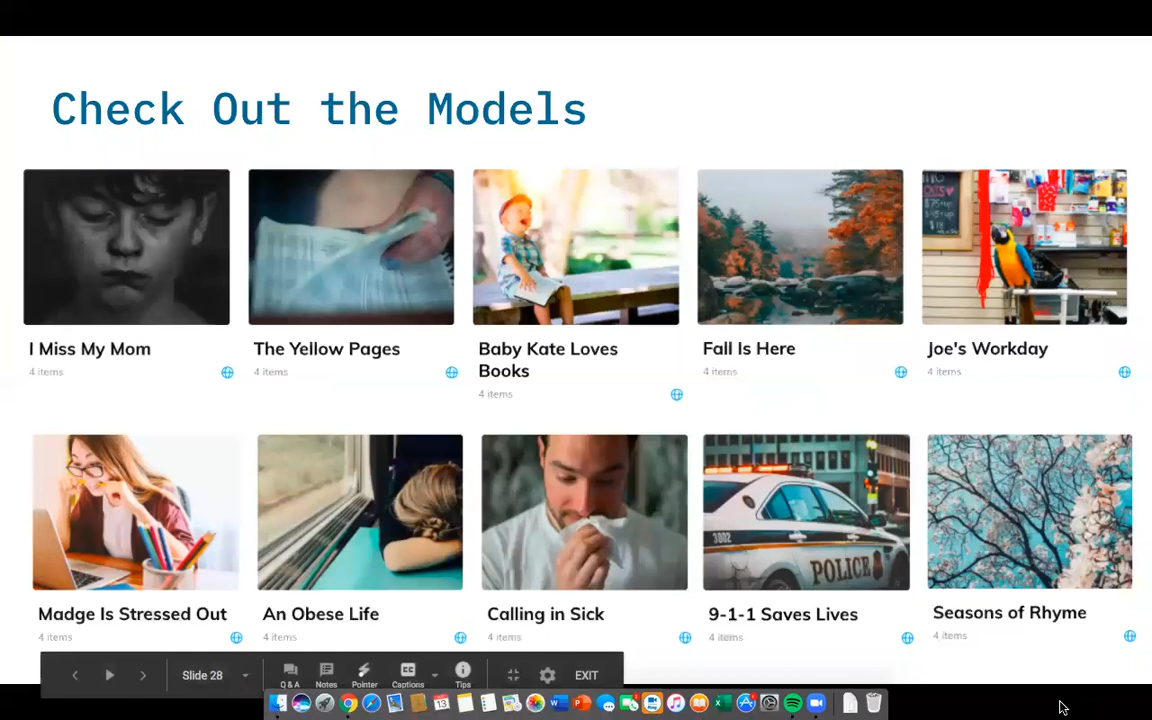 Check Out the Models
I Miss My Mom
4 items
The Yellow Pages
4 items
Baby Kate Loves
Books
4 items
Fall Is Here
4 items
Joe's Workday
4 items
Madge Is Stressed Out
4 items
An Obese Life
4 items
3002
POLICE
Calling in Sick
4 items
9-1-1 Saves Lives
4 items
Seasons of Rhyme
4 items
Slide 28
Q & A
Notes
Pointer
Captions
Tips
EXIT
13